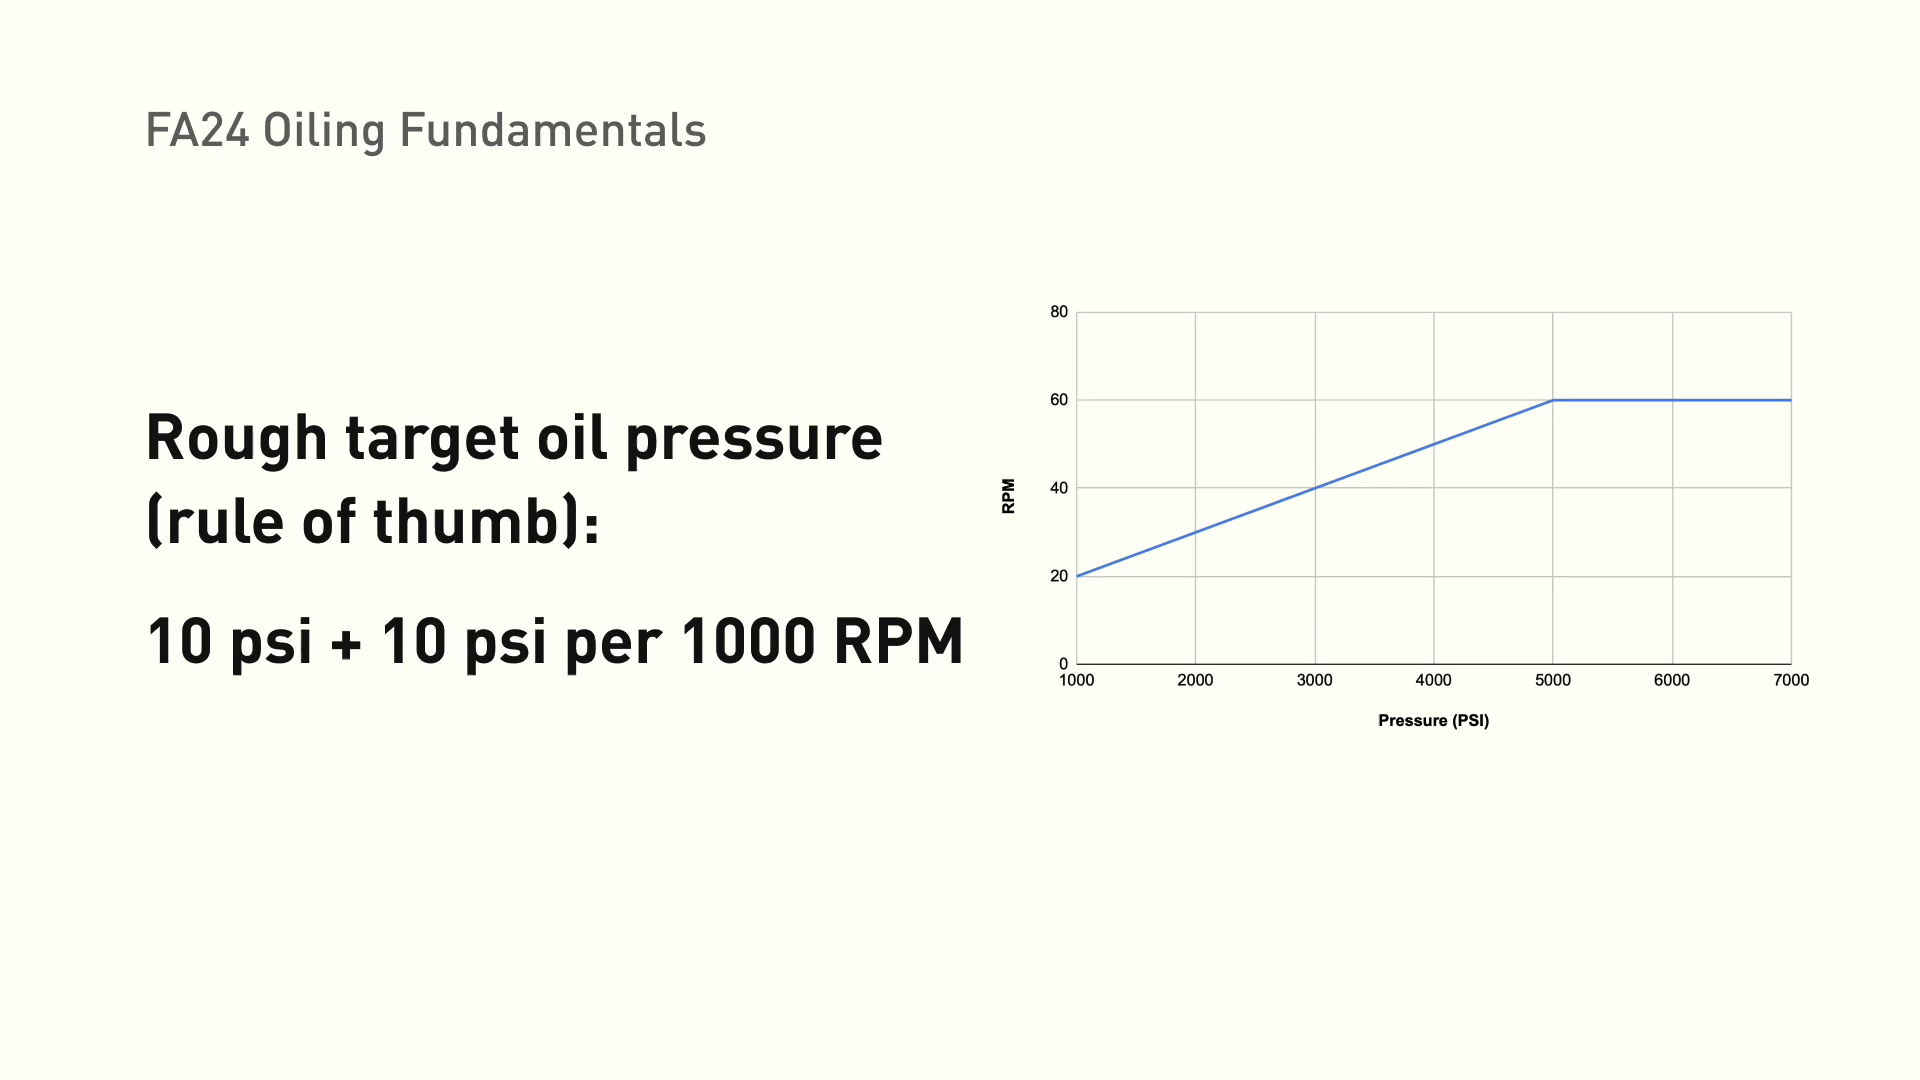 FA24 Oiling Fundamentals
Rough target oil pressure
(rule of thumb):
10 psi + 10 psi per 1000 RPM
80
60
40
20
0
RPM
1000 2000 3000 4000 5000 6000 7000
Pressure (PSI)